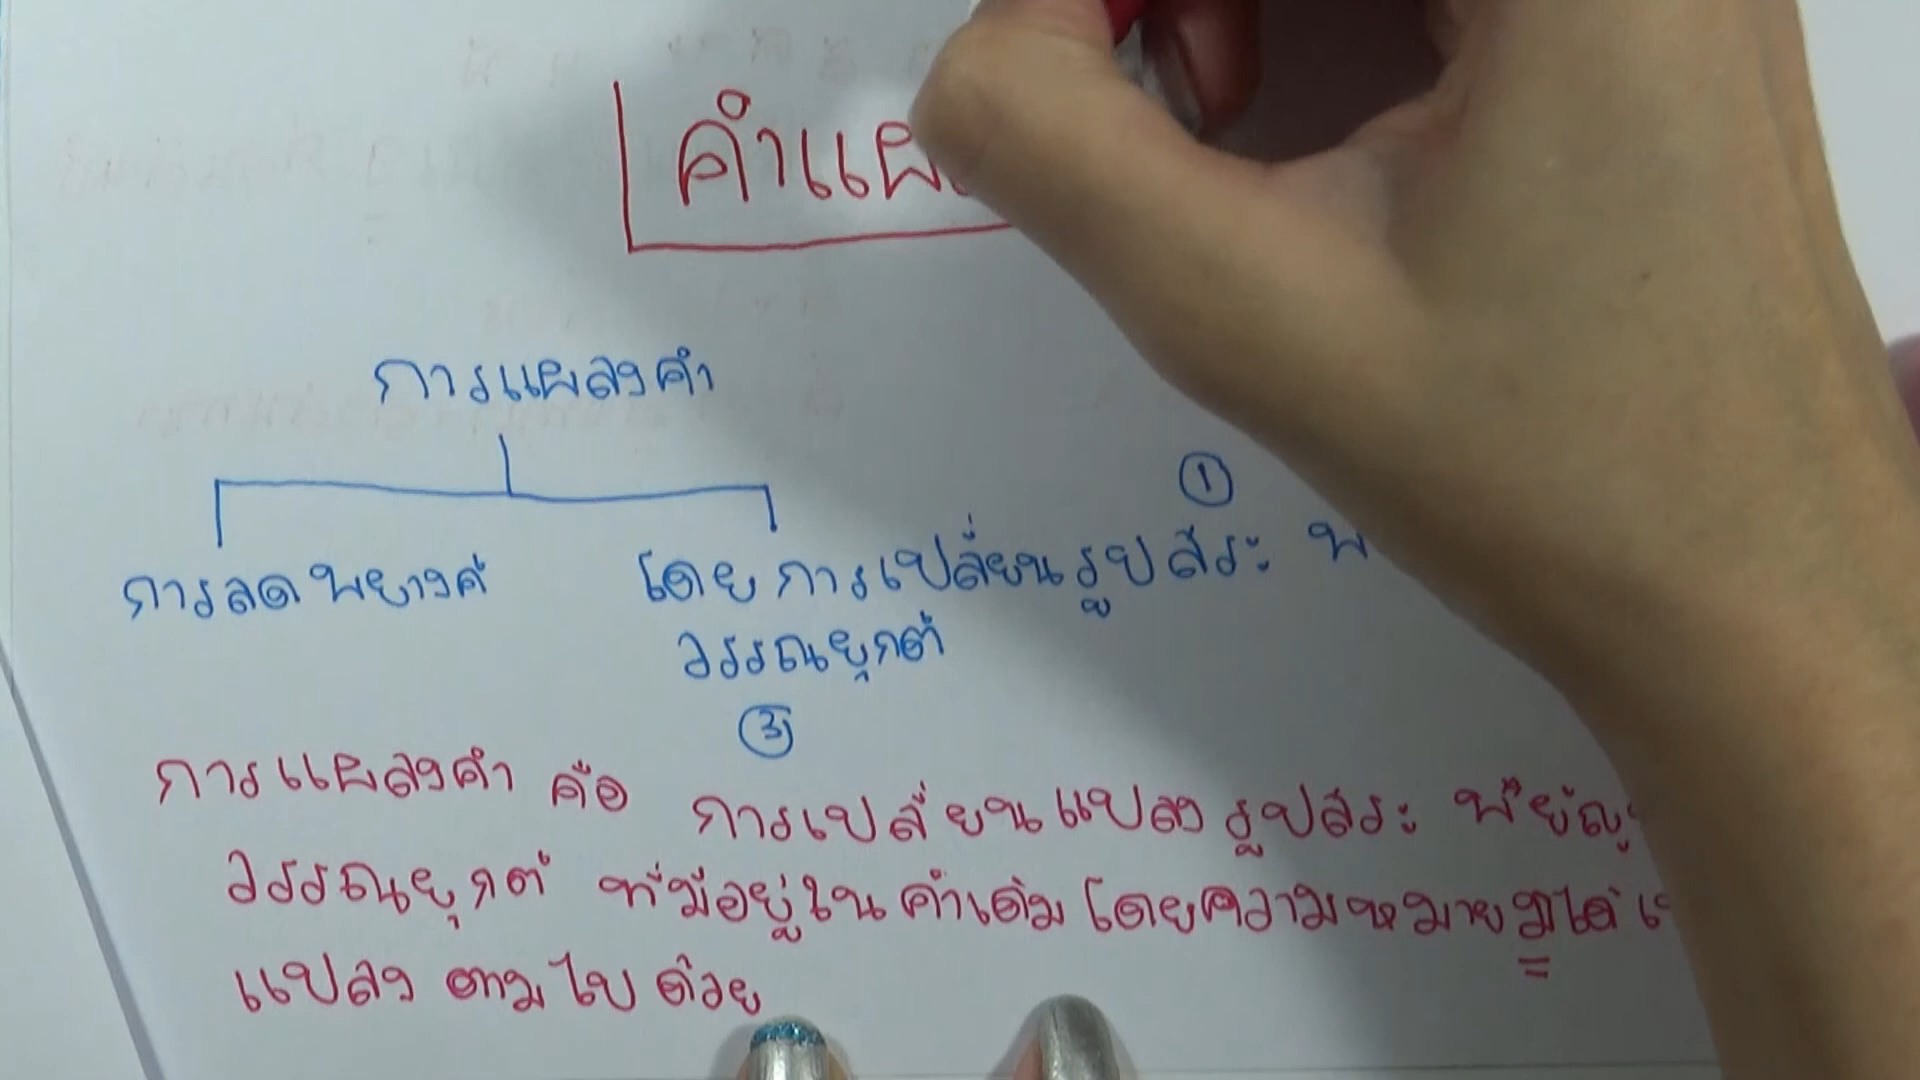 คำแผ
การแผลงคำ
①
การลดพยางค์ โดยการเปลี่ยนรูปสระ พ
วรรณยุกต์
③
การแผลงคำ คือ การเปลี่ยนแปลงรูปสระ พยัญ
วรรณยุกต์ ที่มีอยู่ในคำเดิม โดยความหมายมิได้ เ
แปลง ตามไปด้วย